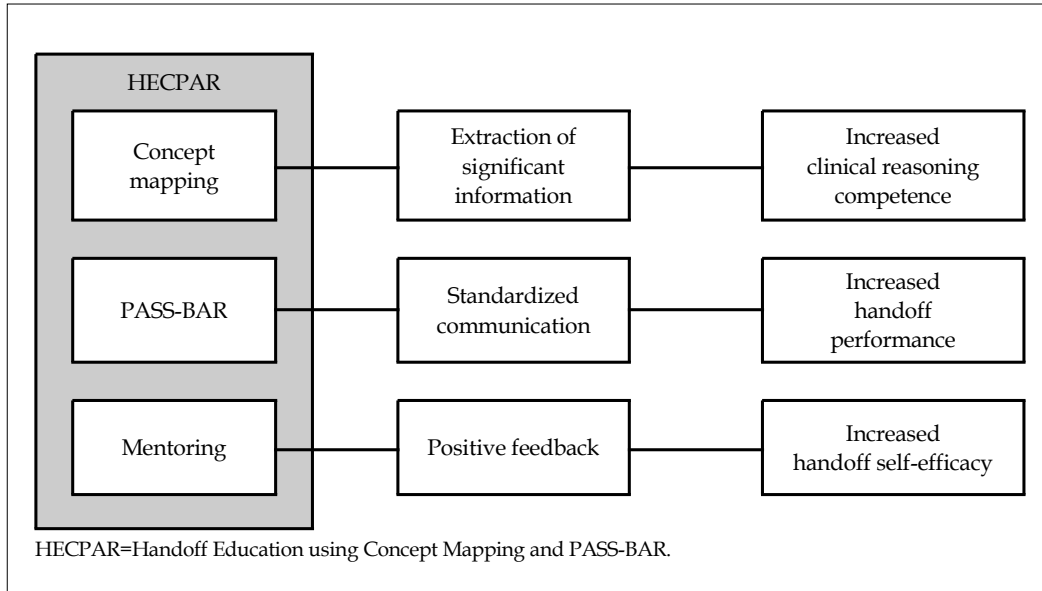 HECPAR
Concept
mapping
Extraction of
significant
information
Increased
clinical reasoning
competence
PASS-BAR
Standardized
communication
Increased
handoff
performance
Mentoring
Positive feedback
Increased
handoff self-efficacy
HECPAR=Handoff Education using Concept Mapping and PASS-BAR.